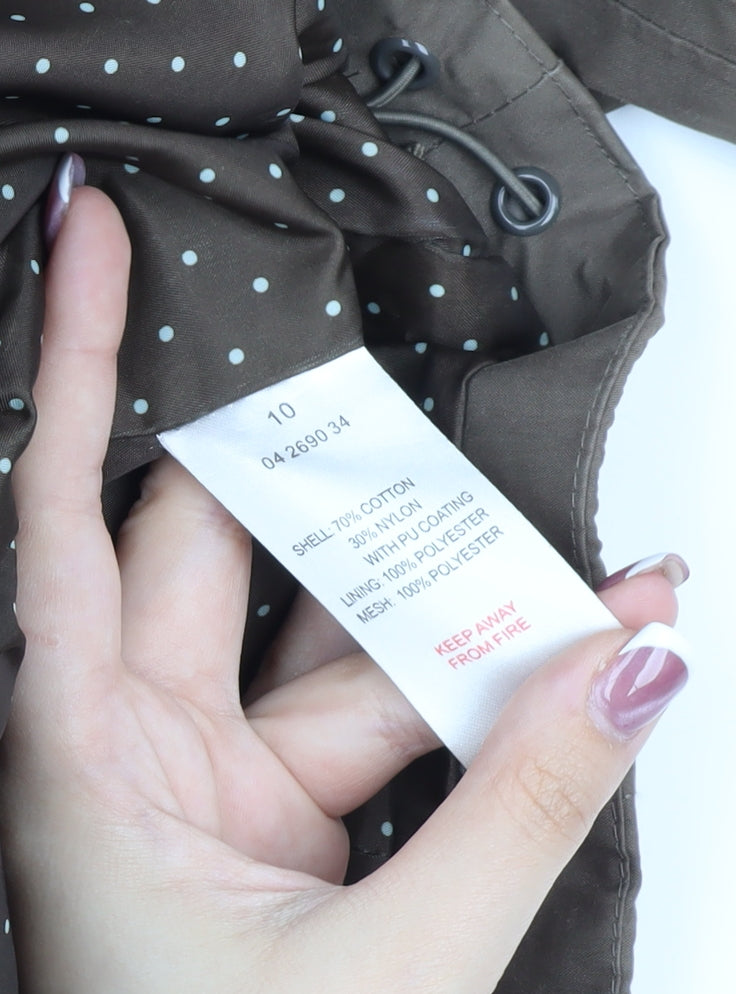 10
04 2690 34
SHELL: 70% COTTON
30% NYLON
WITH PU COATING
LINING: 100% POLYESTER
MESH: 100% POLYESTER
KEEP AWAY
FROM FIRE